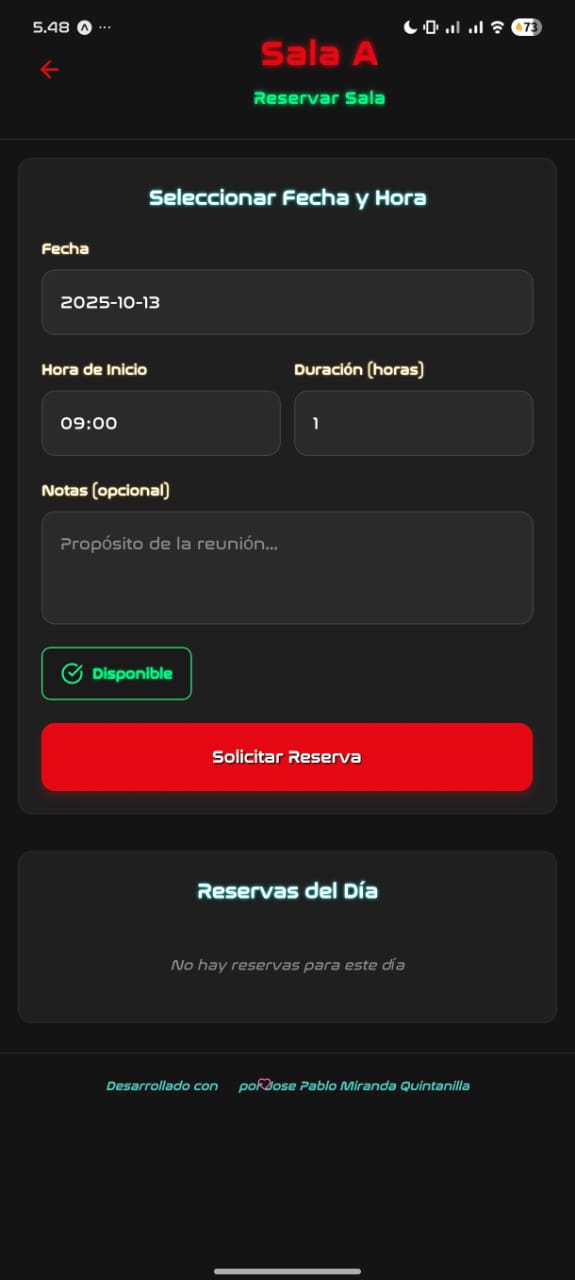 5.48 ...
73
Sala A
Reservar Sala
Seleccionar Fecha y Hora
Fecha
2025-10-13
Hora de Inicio
Duración (horas)
09:00
1
Notas (opcional)
Propósito de la reunión...
Disponible
Solicitar Reserva
Reservas del Día
No hay reservas para este día
Desarrollado con por Jose Pablo Miranda Quintanilla